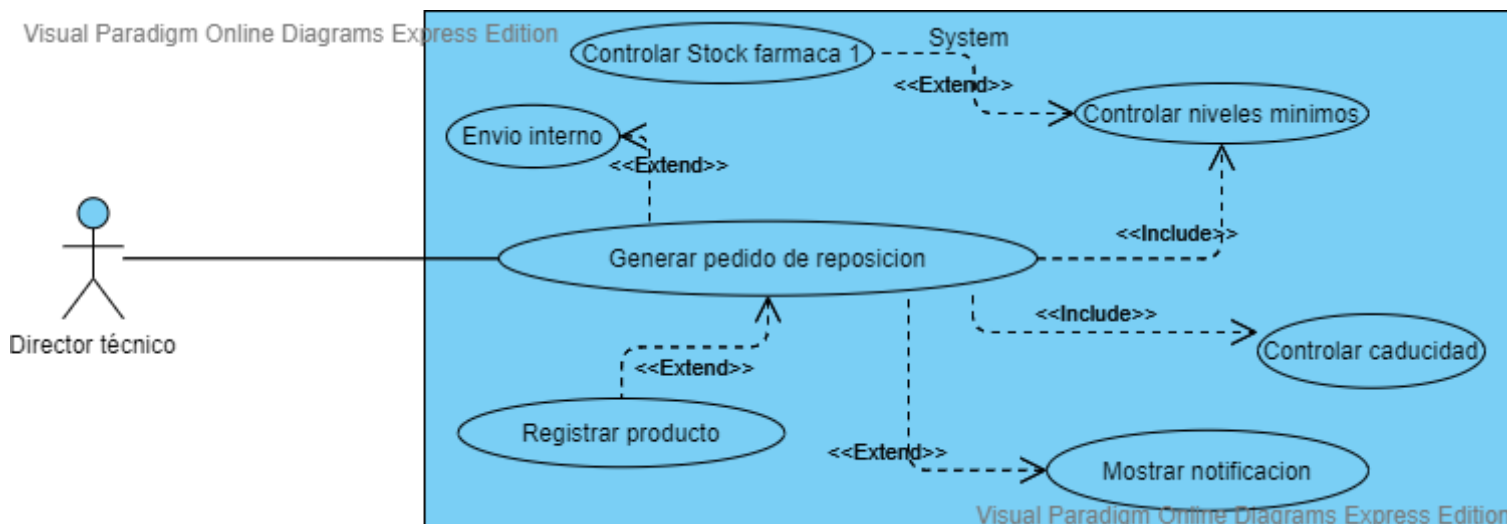 Visual Paradigm Online Diagrams Express Edition
System
Controlar Stock farmaca 1
<<Extend>>
Controlar niveles minimos
Envio interno
<<Extend>>
<<Include>>
Generar pedido de reposicion
<<Include>>
Director técnico
Controlar caducidad
<<Extend>>
Registrar producto
<<Extend>>
Mostrar notificacion
Visual Paradigm Online Diagrams Express Edition